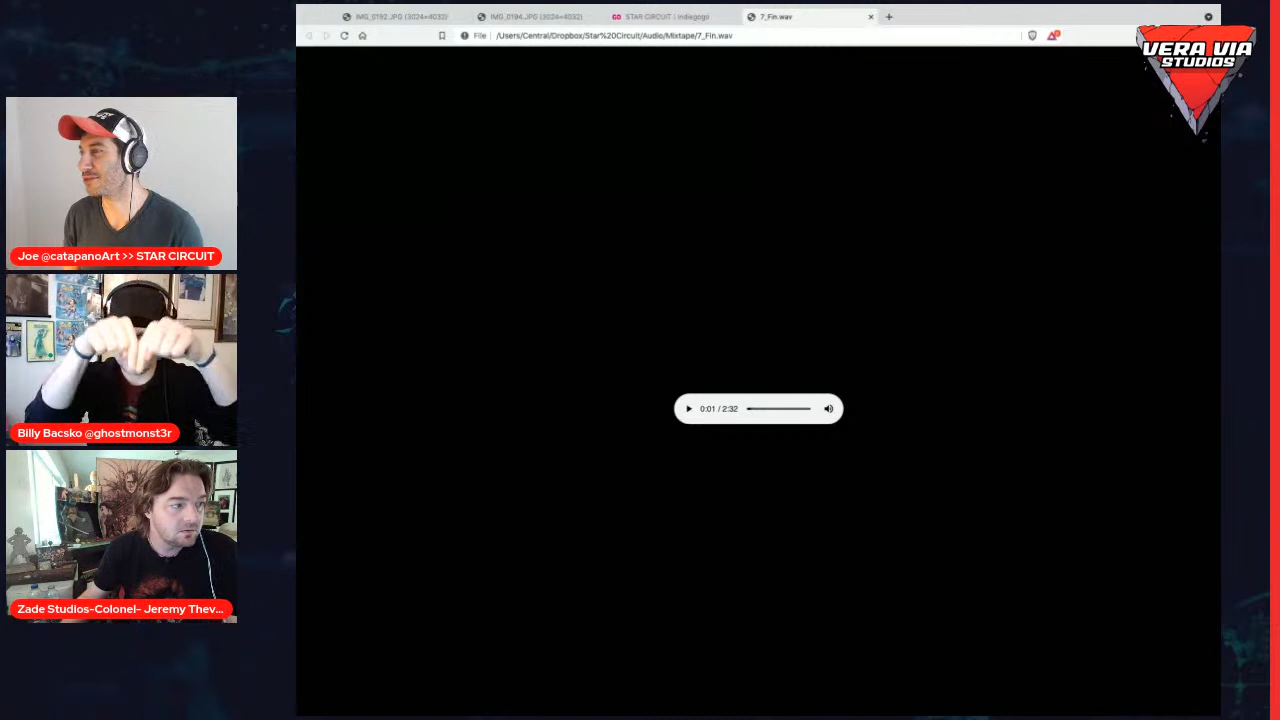 IMG_0192.JPG (3024×4032)
IMG_0194.JPG (3024×4032)
GO STAR CIRCUIT | Indiegogo
7_Fin.wav
File
/Users/Central/Dropbox/Star%20Circuit/Audio/Mixtape/7_Fin.wav
VERA VIA
STUDIOS
Joe @catapanoArt >> STAR CIRCUIT
0:01 / 2:32
Billy Bacsko @ghostmonst3r
Zade Studios-Colonel- Jeremy Thev...